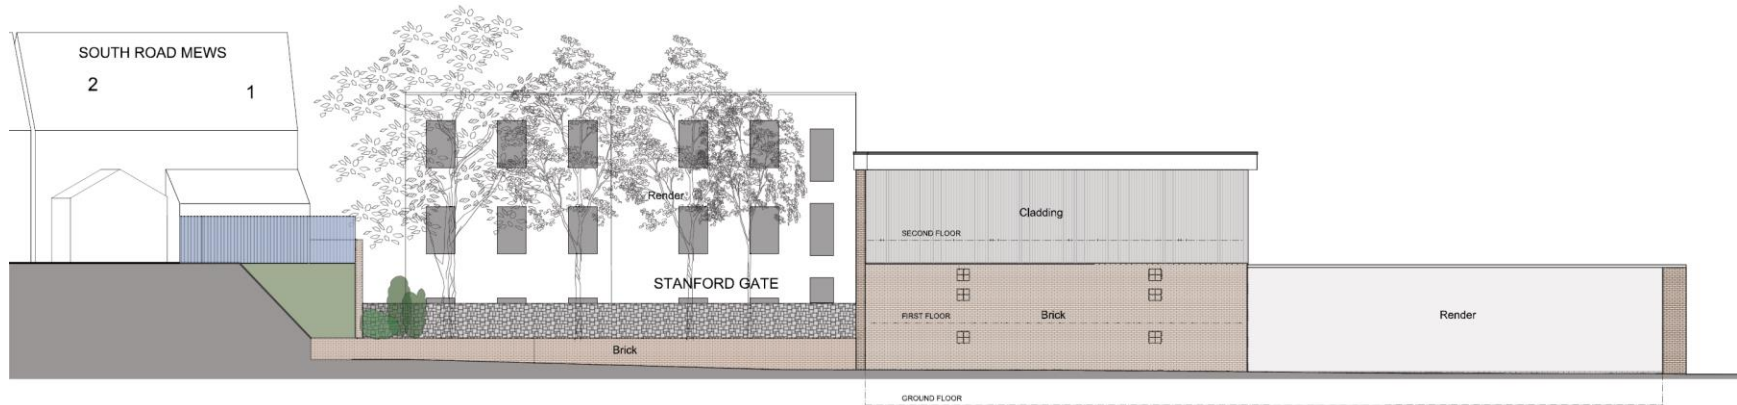 SOUTH ROAD MEWS
2
1
Render
Cladding
SECOND FLOOR
STANFORD GATE
FIRST FLOOR
Brick
Render
Brick
GROUND FLOOR